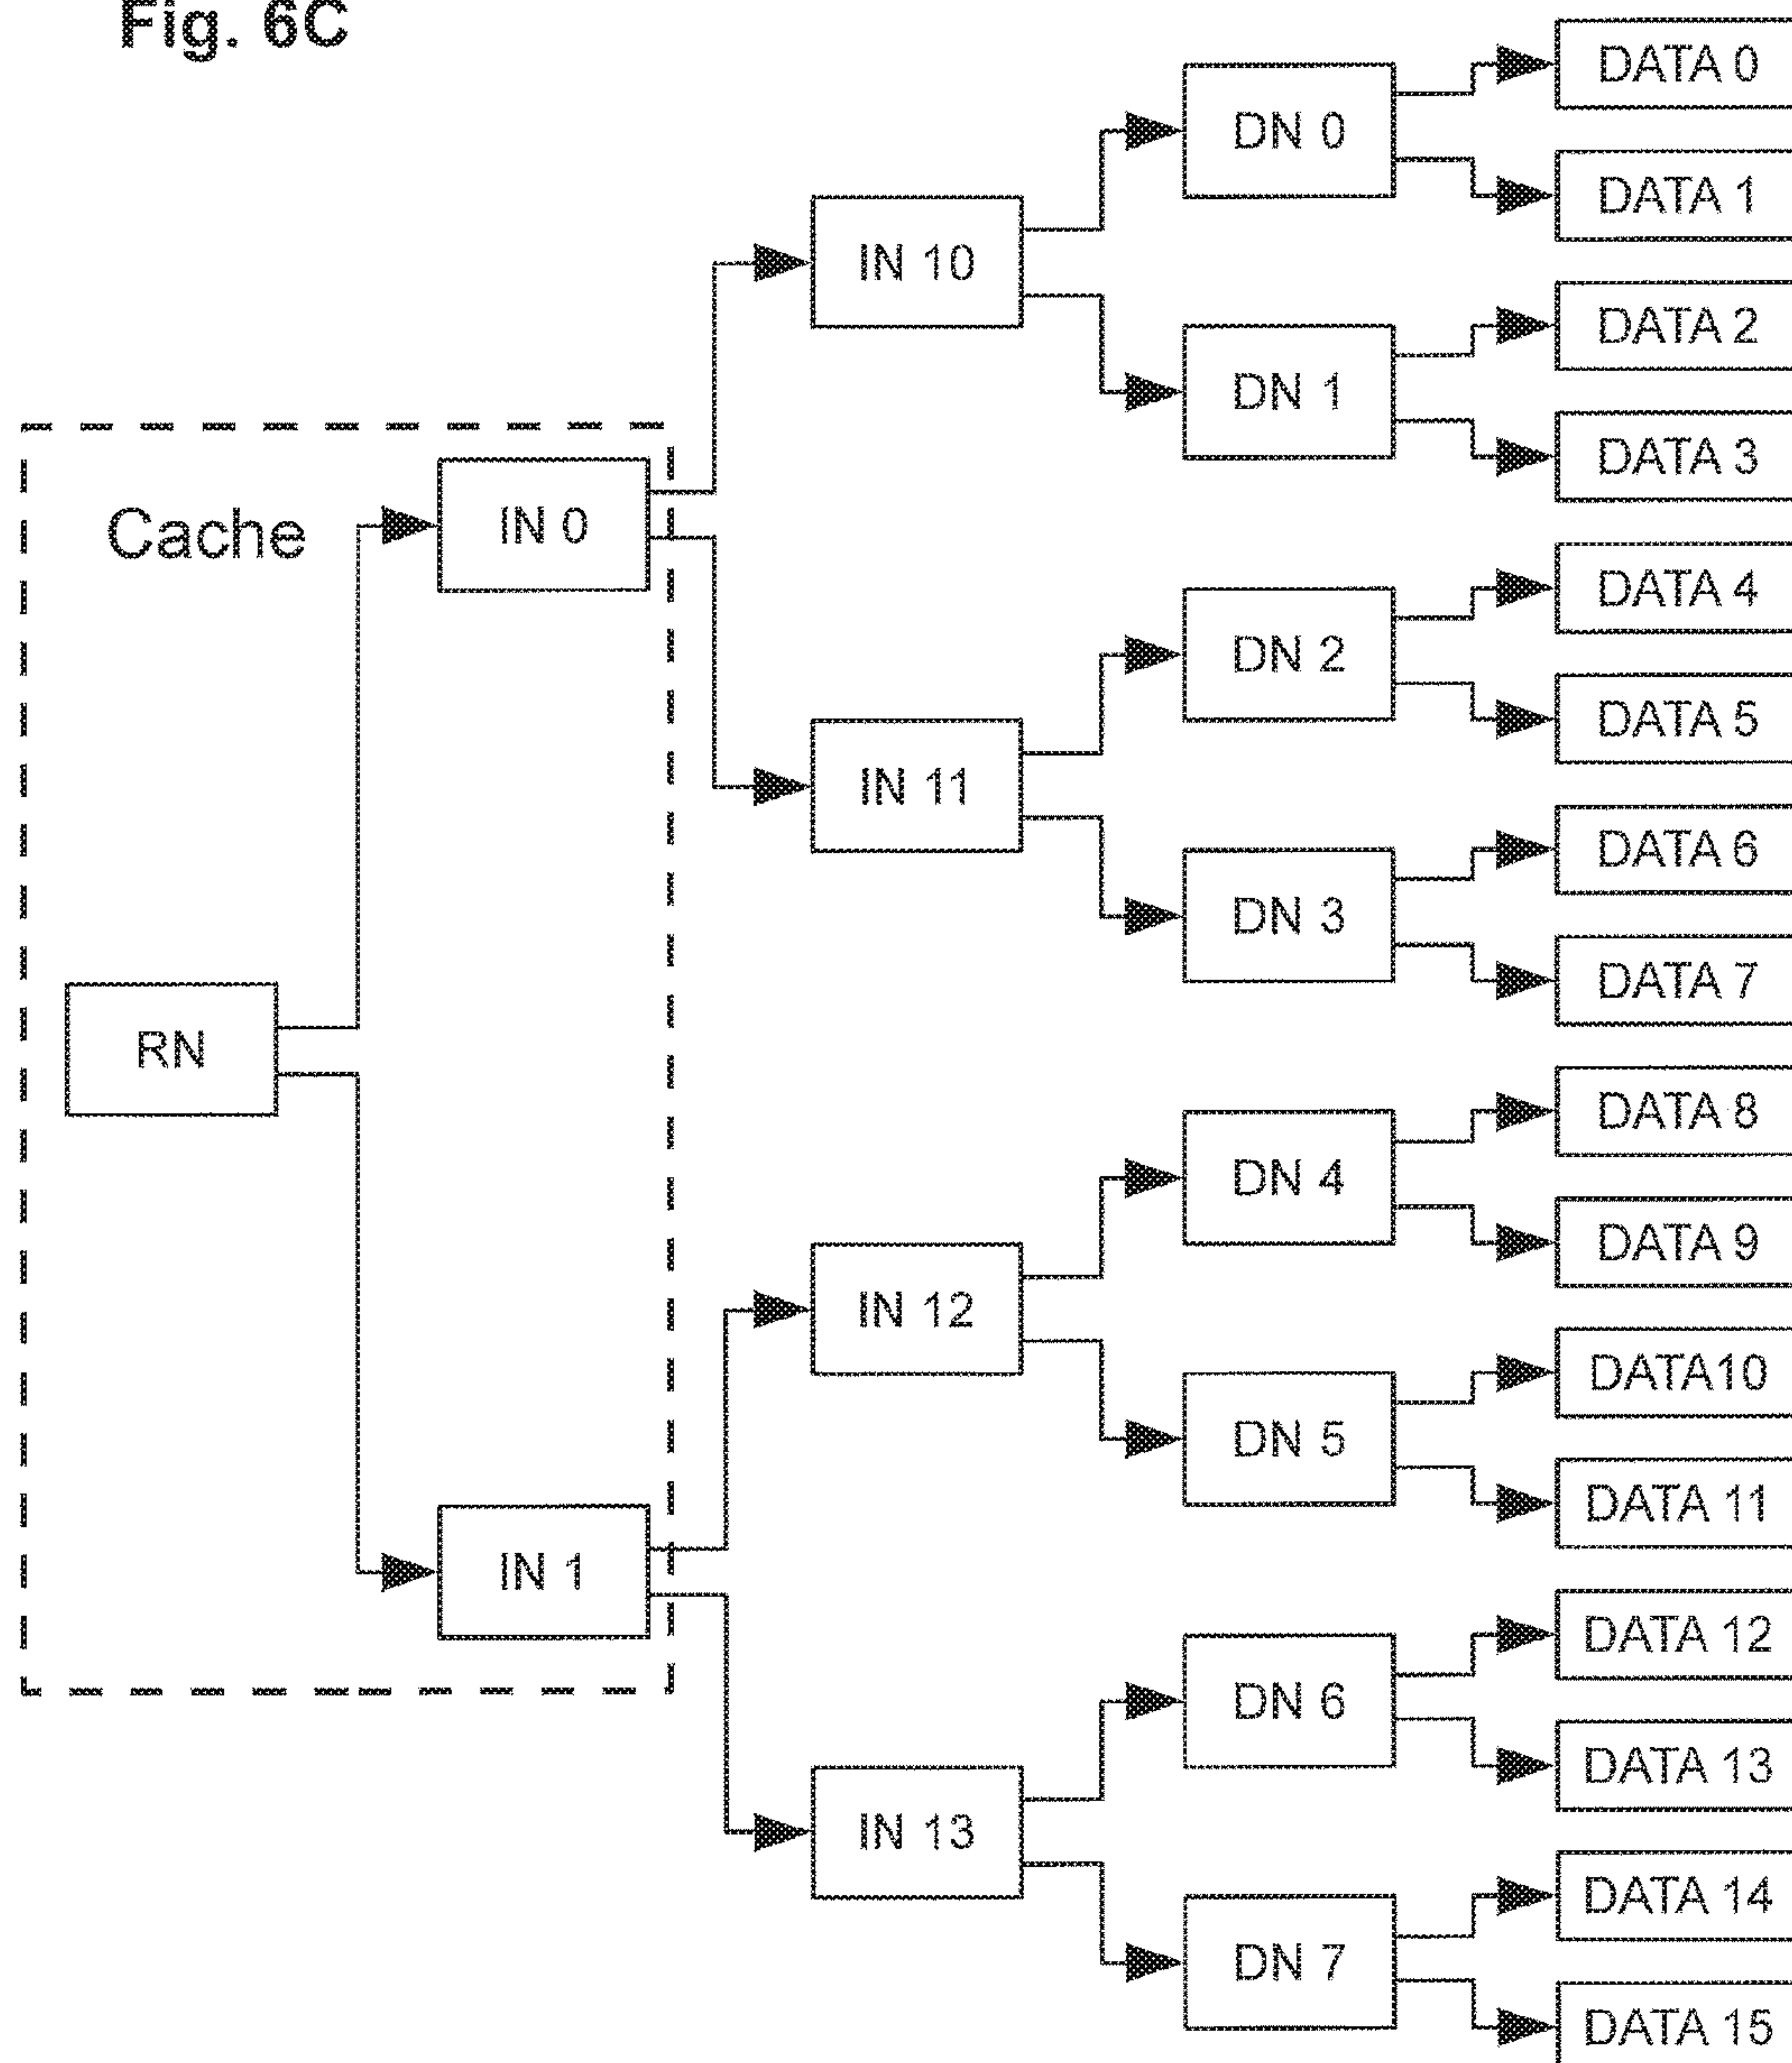 Fig. 6C
DATA 0
DN 0
DATA 1
IN 10
DATA 2
DN 1
DATA 3
Cache
IN 0
DATA 4
DN 2
DATA 5
IN 11
DATA 6
DN 3
DATA 7
RN
DATA 8
DN 4
DATA 9
IN 12
DATA10
DN 5
DATA 11
IN 1
DATA 12
DN 6
DATA 13
IN 13
DATA 14
DN 7
DATA 15